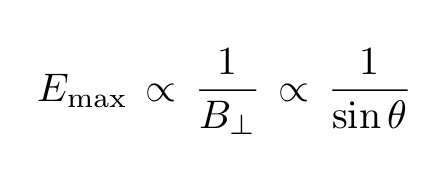 E_max ∝ 1/B_⊥ ∝ 1/sin θ